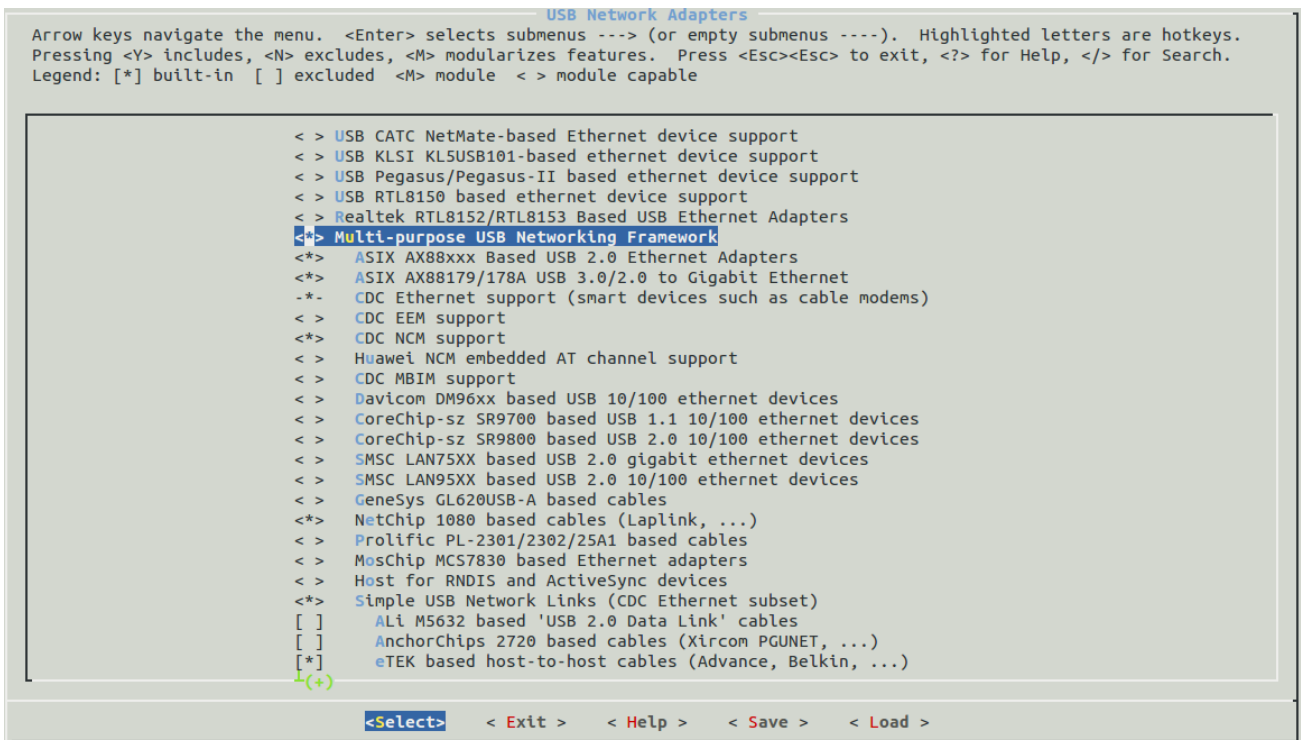 USB Network Adapters
Arrow keys navigate the menu.  <Enter> selects submenus ---> (or empty submenus ----).  Highlighted letters are hotkeys.
Pressing <Y> includes, <N> excludes, <M> modularizes features.  Press <Esc><Esc> to exit, <?> for Help, </> for Search.
Legend: [*] built-in  [ ] excluded  <M> module  < > module capable
< > USB CATC NetMate-based Ethernet device support
< > USB KLSI KL5USB101-based ethernet device support
< > USB Pegasus/Pegasus-II based ethernet device support
< > USB RTL8150 based ethernet device support
< > Realtek RTL8152/RTL8153 Based USB Ethernet Adapters
<*> Multi-purpose USB Networking Framework
<*>   ASIX AX88xxx Based USB 2.0 Ethernet Adapters
<*>   ASIX AX88179/178A USB 3.0/2.0 to Gigabit Ethernet
-*-   CDC Ethernet support (smart devices such as cable modems)
< >   CDC EEM support
<*>   CDC NCM support
< >   Huawei NCM embedded AT channel support
< >   CDC MBIM support
< >   Davicom DM96xx based USB 10/100 ethernet devices
< >   CoreChip-sz SR9700 based USB 1.1 10/100 ethernet devices
< >   CoreChip-sz SR9800 based USB 2.0 10/100 ethernet devices
< >   SMSC LAN75XX based USB 2.0 gigabit ethernet devices
< >   SMSC LAN95XX based USB 2.0 10/100 ethernet devices
< >   GeneSys GL620USB-A based cables
<*>   NetChip 1080 based cables (Laplink, ...)
< >   Prolific PL-2301/2302/25A1 based cables
< >   MosChip MCS7830 based Ethernet adapters
< >   Host for RNDIS and ActiveSync devices
<*>   Simple USB Network Links (CDC Ethernet subset)
[ ]     ALi M5632 based 'USB 2.0 Data Link' cables
[ ]     AnchorChips 2720 based cables (Xircom PGUNET, ...)
[*]     eTEK based host-to-host cables (Advance, Belkin, ...)
┴(+)
<Select>    < Exit >    < Help >    < Save >    < Load >